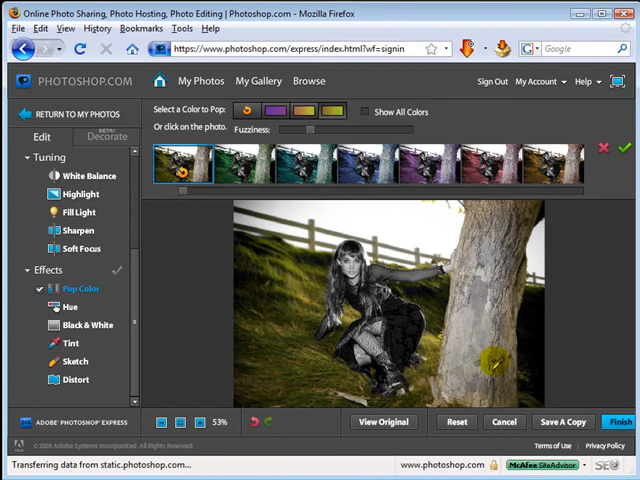 Online Photo Sharing, Photo Hosting, Photo Editing | Photoshop.com - Mozilla Firefox
File Edit View History Bookmarks Tools Help
https://www.photoshop.com/express/index.html?wf=signin
Google
PHOTOSHOP.COM My Photos My Gallery Browse Sign Out My Account Help
RETURN TO MY PHOTOS
Select a Color to Pop: Show All Colors
Or click on the photo. Fuzziness:
Edit Decorate BETA!
Tuning
White Balance
Highlight
Fill Light
Sharpen
Soft Focus
Effects
Pop Color
Hue
Black & White
Tint
Sketch
Distort
ADOBE® PHOTOSHOP® EXPRESS 53% View Original Reset Cancel Save A Copy Finish
© 2008 Adobe Systems Incorporated. All Rights Reserved. Terms of Use Privacy Policy
Transferring data from static.photoshop.com... www.photoshop.com McAfee SiteAdvisor SEO